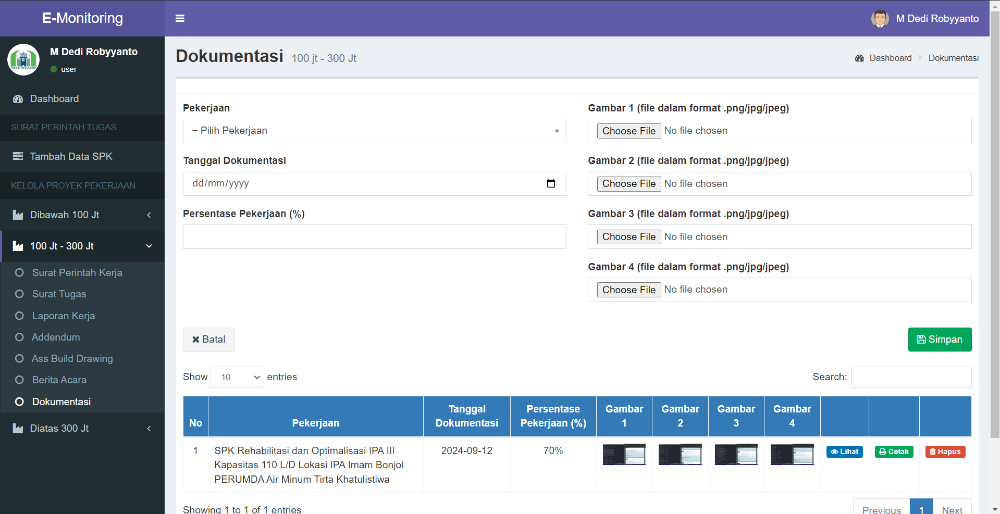 E-Monitoring
M Dedi Robyyanto
M Dedi Robyyanto
user
TIRTA KHATULISTIWA
Dashboard
SURAT PERINTAH TUGAS
Tambah Data SPK
KELOLA PROYEK PEKERJAAN
Dibawah 100 Jt
100 Jt - 300 Jt
Surat Perintah Kerja
Surat Tugas
Laporan Kerja
Addendum
Ass Build Drawing
Berita Acara
Dokumentasi
Diatas 300 Jt
Dokumentasi 100 jt - 300 Jt
Dashboard > Dokumentasi
Pekerjaan
~ Pilih Pekerjaan
Tanggal Dokumentasi
dd/mm/yyyy
Persentase Pekerjaan (%)
Gambar 1 (file dalam format .png/jpg/jpeg)
Choose File No file chosen
Gambar 2 (file dalam format .png/jpg/jpeg)
Choose File No file chosen
Gambar 3 (file dalam format .png/jpg/jpeg)
Choose File No file chosen
Gambar 4 (file dalam format .png/jpg/jpeg)
Choose File No file chosen
Batal
Simpan
Show 10 entries
Search:
No
Pekerjaan
Tanggal
Dokumentasi
Persentase
Pekerjaan (%)
Gambar
1
Gambar
2
Gambar
3
Gambar
4
1
SPK Rehabilitasi dan Optimalisasi IPA III
Kapasitas 110 L/D Lokasi IPA Imam Bonjol
PERUMDA Air Minum Tirta Khatulistiwa
2024-09-12
70%
Lihat
Cetak
Hapus
Showing 1 to 1 of 1 entries
Previous 1 Next